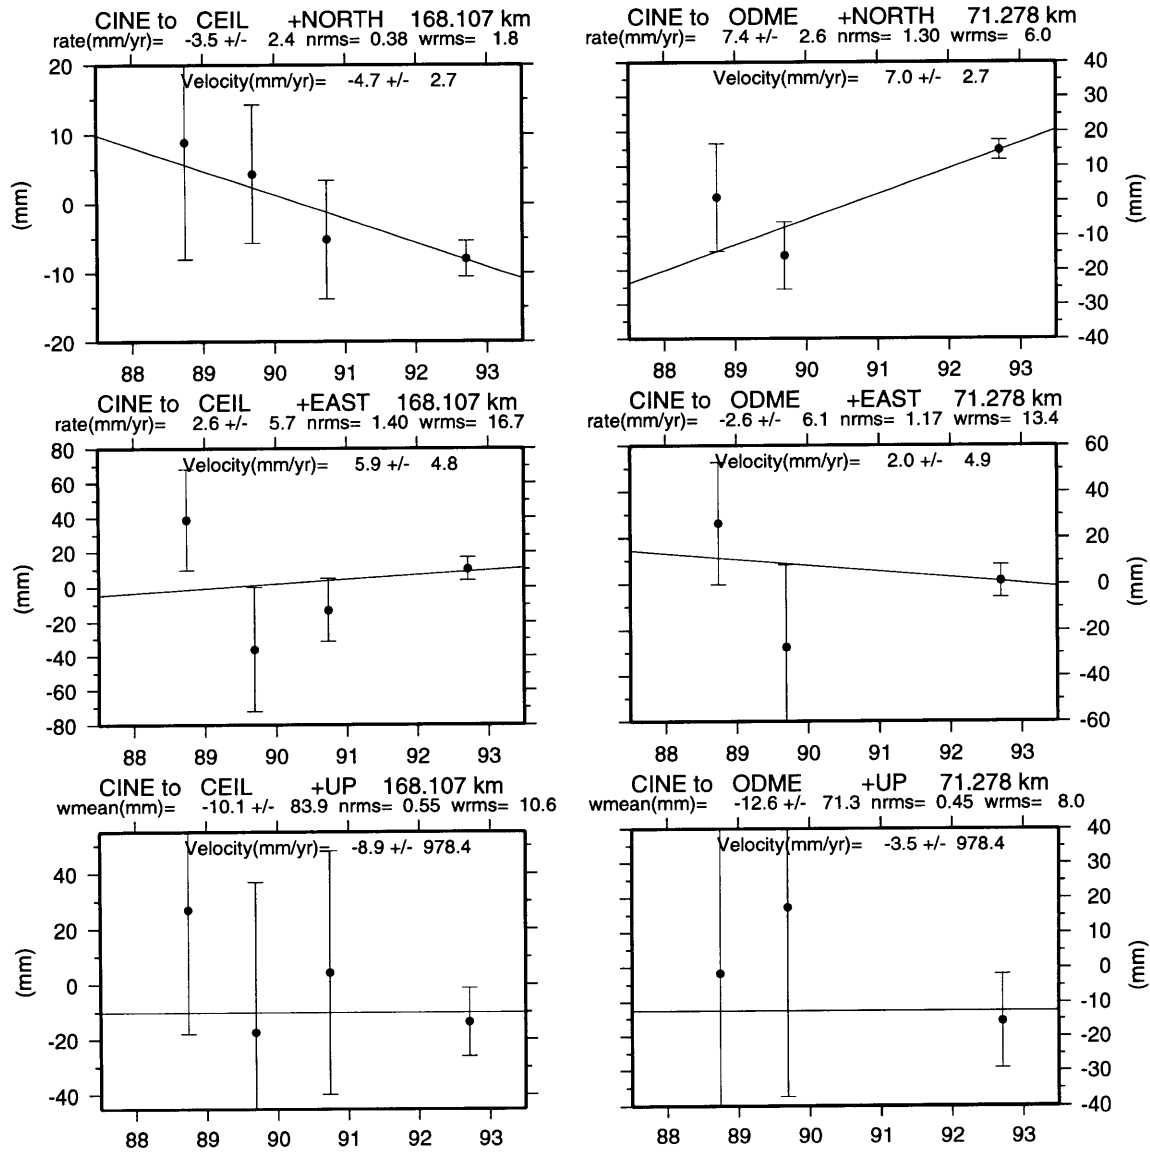 CINE to CEIL +NORTH 168.107 km
rate(mm/yr)= -3.5 +/- 2.4 nrms= 0.38 wrms= 1.8
Velocity(mm/yr)= -4.7 +/- 2.7
20
10
0
-10
-20
(mm)
88 89 90 91 92 93
CINE to ODME +NORTH 71.278 km
rate(mm/yr)= 7.4 +/- 2.6 nrms= 1.30 wrms= 6.0
Velocity(mm/yr)= 7.0 +/- 2.7
40
30
20
10
0
-10
-20
-30
-40
(mm)
88 89 90 91 92 93
CINE to CEIL +EAST 168.107 km
rate(mm/yr)= 2.6 +/- 5.7 nrms= 1.40 wrms= 16.7
Velocity(mm/yr)= 5.9 +/- 4.8
80
60
40
20
0
-20
-40
-60
-80
(mm)
88 89 90 91 92 93
CINE to ODME +EAST 71.278 km
rate(mm/yr)= -2.6 +/- 6.1 nrms= 1.17 wrms= 13.4
Velocity(mm/yr)= 2.0 +/- 4.9
60
40
20
0
-20
-40
-60
(mm)
88 89 90 91 92 93
CINE to CEIL +UP 168.107 km
wmean(mm)= -10.1 +/- 83.9 nrms= 0.55 wrms= 10.6
Velocity(mm/yr)= -8.9 +/- 978.4
40
20
0
-20
-40
(mm)
88 89 90 91 92 93
CINE to ODME +UP 71.278 km
wmean(mm)= -12.6 +/- 71.3 nrms= 0.45 wrms= 8.0
Velocity(mm/yr)= -3.5 +/- 978.4
40
30
20
10
0
-10
-20
-30
-40
(mm)
88 89 90 91 92 93